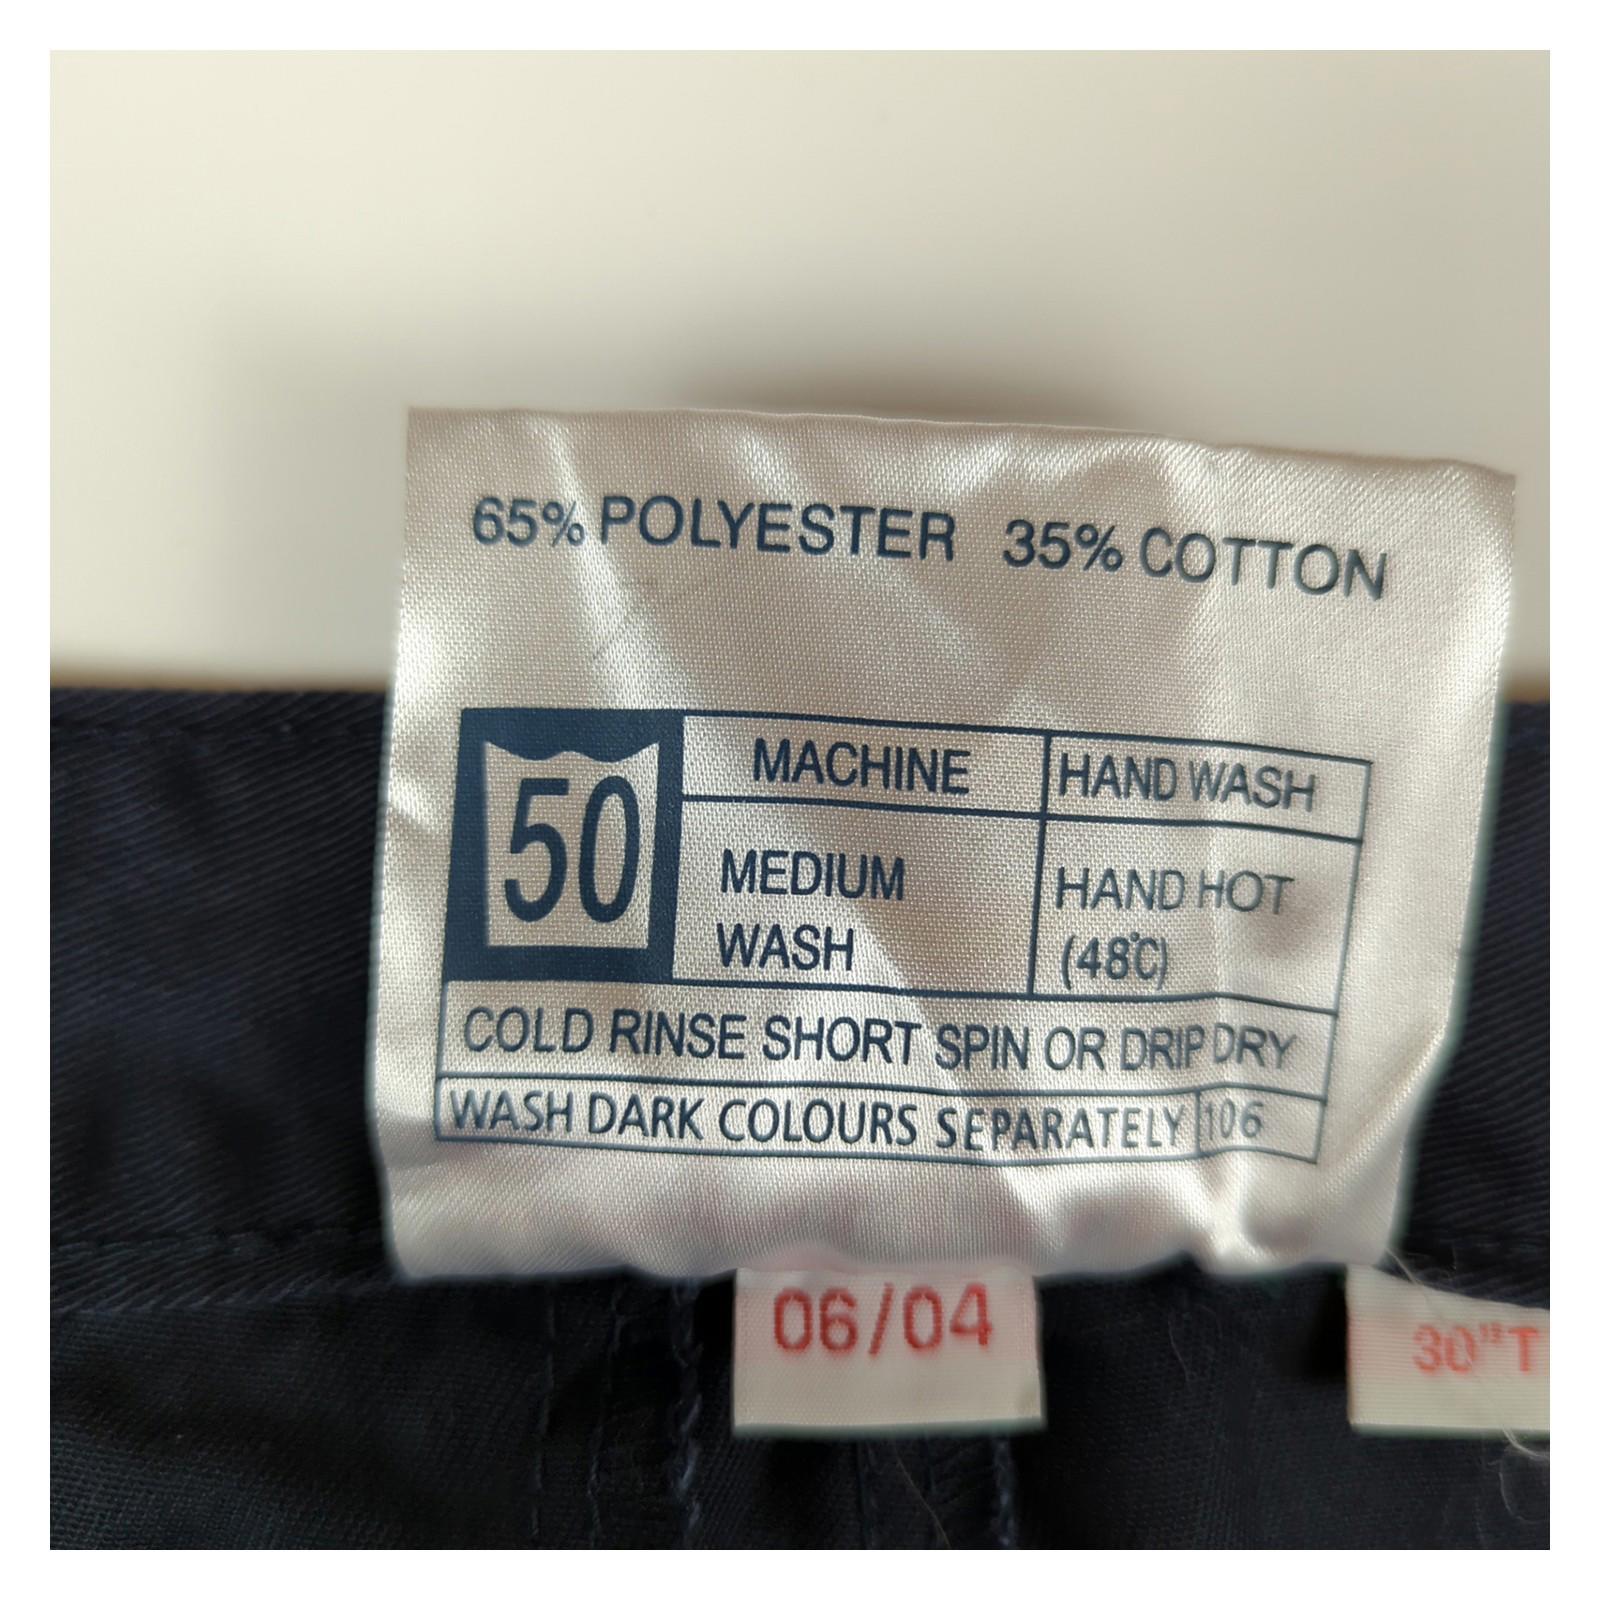 65% POLYESTER 35% COTTON
50
MACHINE
HAND WASH
MEDIUM
WASH
HAND HOT
(48°C)
COLD RINSE SHORT SPIN OR DRIP DRY
WASH DARK COLOURS SEPARATELY 106
06/04
30"T